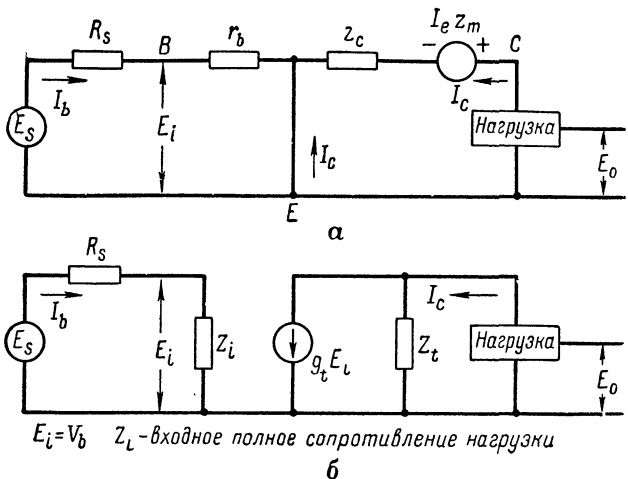 R_s B r_b z_c I_e z_m C
− +
I_b E_i I_c
E_s Нагрузка
I_c E_o
E
а
R_s
I_b I_c
E_s E_i Z_i g_t E_i Z_t Нагрузка
E_o
E_i = V_b Z_i – входное полное сопротивление нагрузки
б